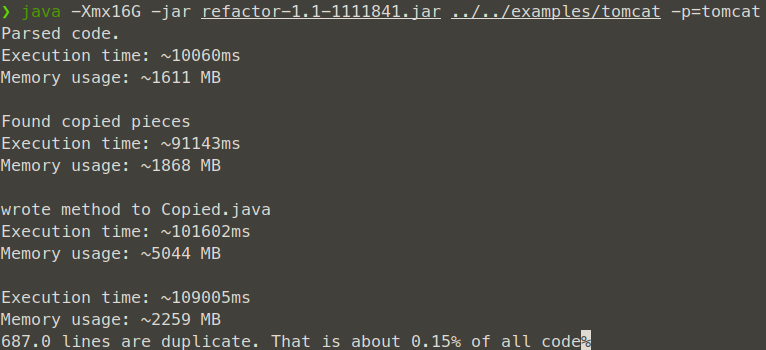 ❯ java -Xmx16G -jar refactor-1.1-1111841.jar ../../examples/tomcat -p=tomcat
Parsed code.
Execution time: ~10060ms
Memory usage: ~1611 MB

Found copied pieces
Execution time: ~91143ms
Memory usage: ~1868 MB

wrote method to Copied.java
Execution time: ~101602ms
Memory usage: ~5044 MB

Execution time: ~109005ms
Memory usage: ~2259 MB
687.0 lines are duplicate. That is about 0.15% of all code%